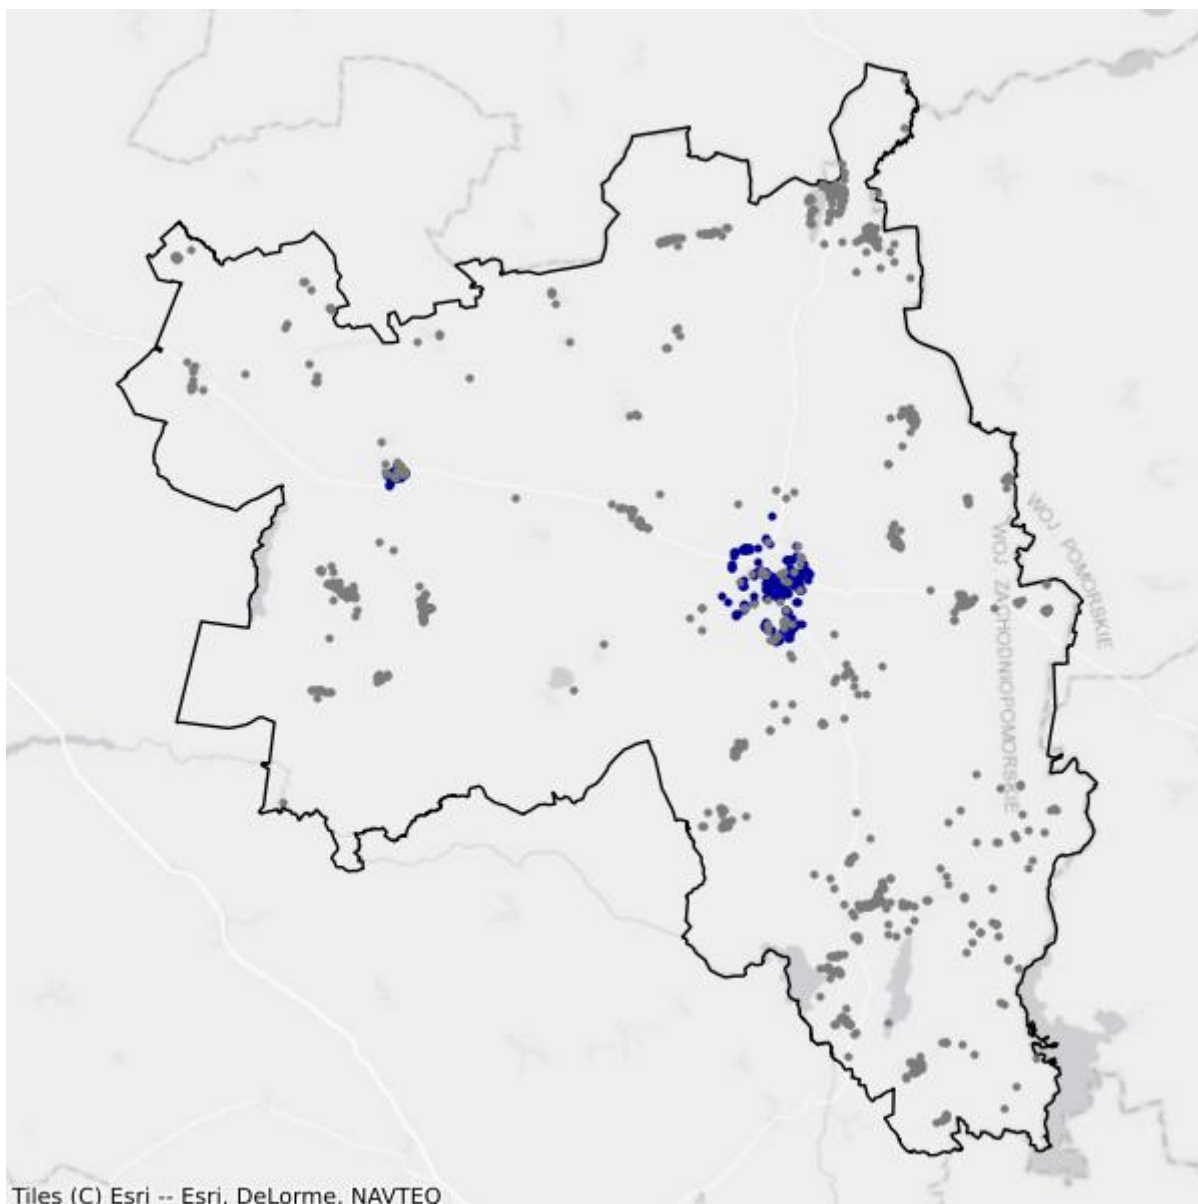 WOJ. POMORSKIE
WOJ. ZACHODNIOPOMORSKIE
Tiles (C) Esri -- Esri, DeLorme, NAVTEQ